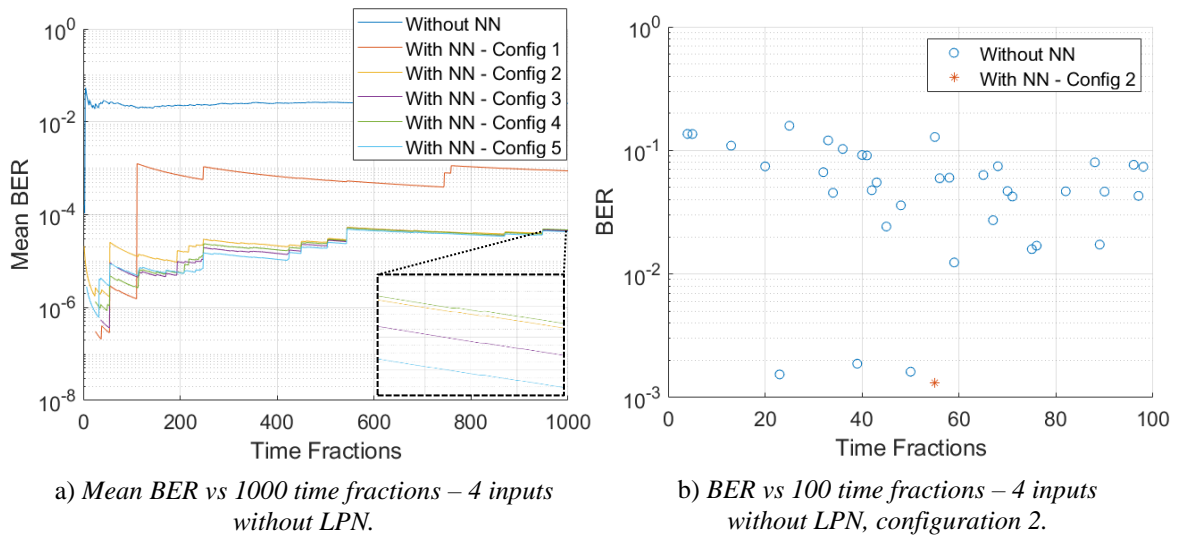 10^0
10^-2
10^-4
10^-6
10^-8
Mean BER
0
200
400
600
800
1000
Time Fractions
Without NN
With NN - Config 1
With NN - Config 2
With NN - Config 3
With NN - Config 4
With NN - Config 5
a) Mean BER vs 1000 time fractions – 4 inputs
without LPN.
10^0
10^-1
10^-2
10^-3
BER
0
20
40
60
80
100
Time Fractions
Without NN
With NN - Config 2
b) BER vs 100 time fractions – 4 inputs
without LPN, configuration 2.